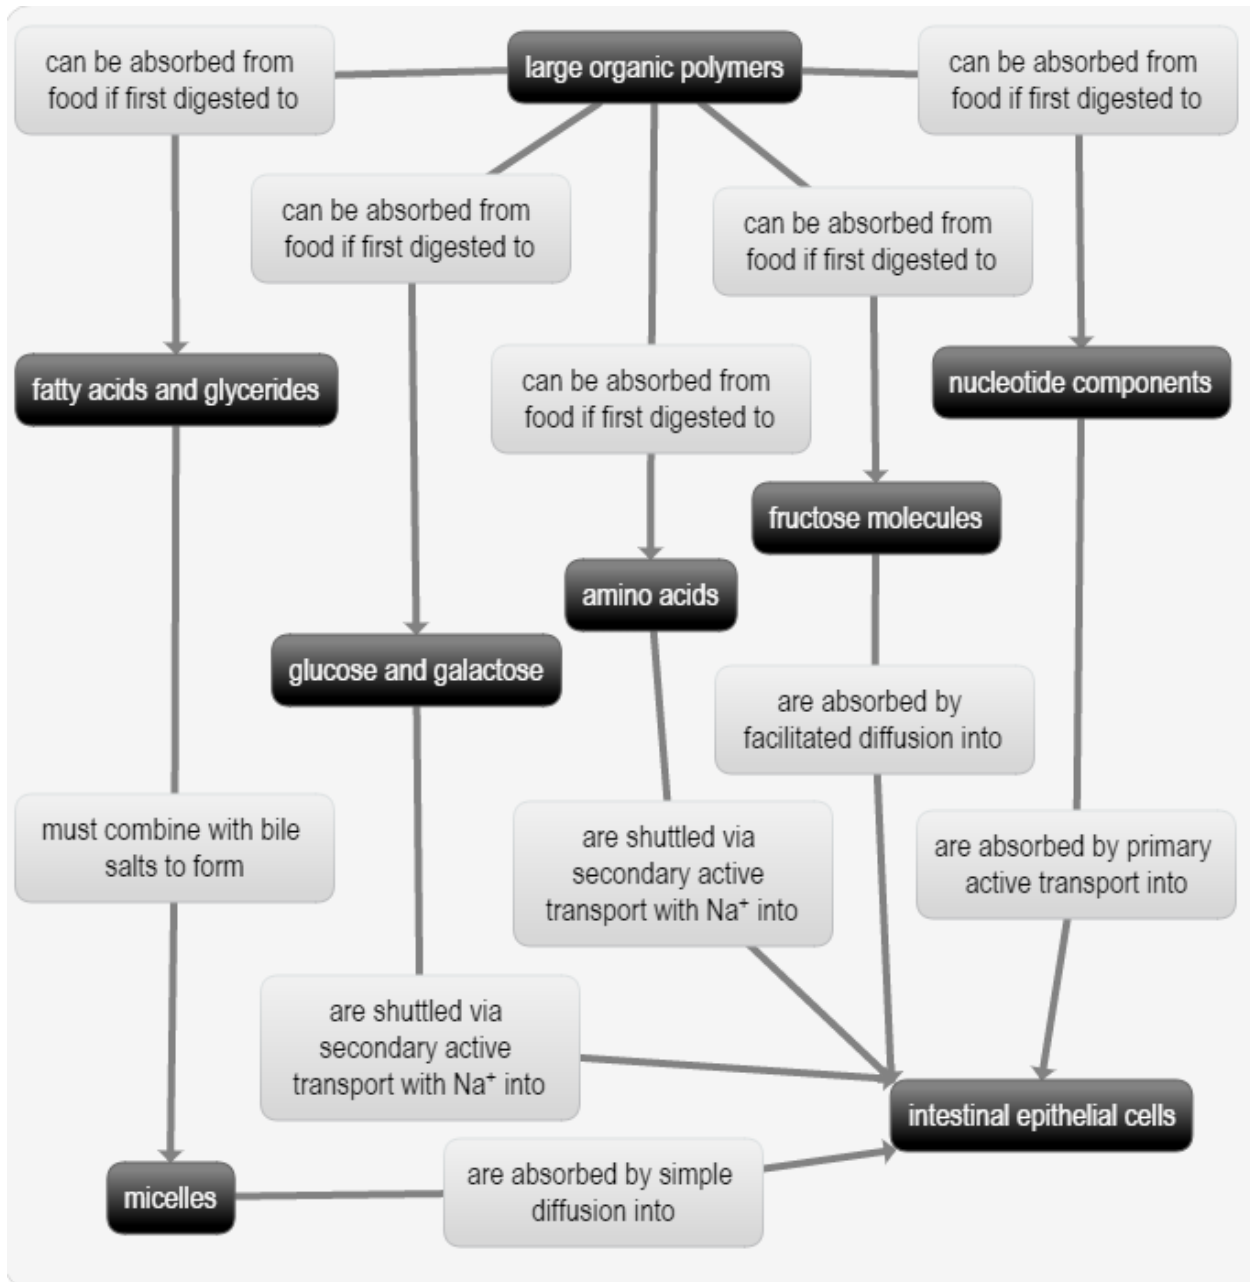 can be absorbed from
food if first digested to
large organic polymers
can be absorbed from
food if first digested to
can be absorbed from
food if first digested to
can be absorbed from
food if first digested to
fatty acids and glycerides
can be absorbed from
food if first digested to
nucleotide components
fructose molecules
amino acids
glucose and galactose
are absorbed by
facilitated diffusion into
must combine with bile
salts to form
are shuttled via
secondary active
transport with Na⁺ into
are absorbed by primary
active transport into
are shuttled via
secondary active
transport with Na⁺ into
intestinal epithelial cells
micelles
are absorbed by simple
diffusion into